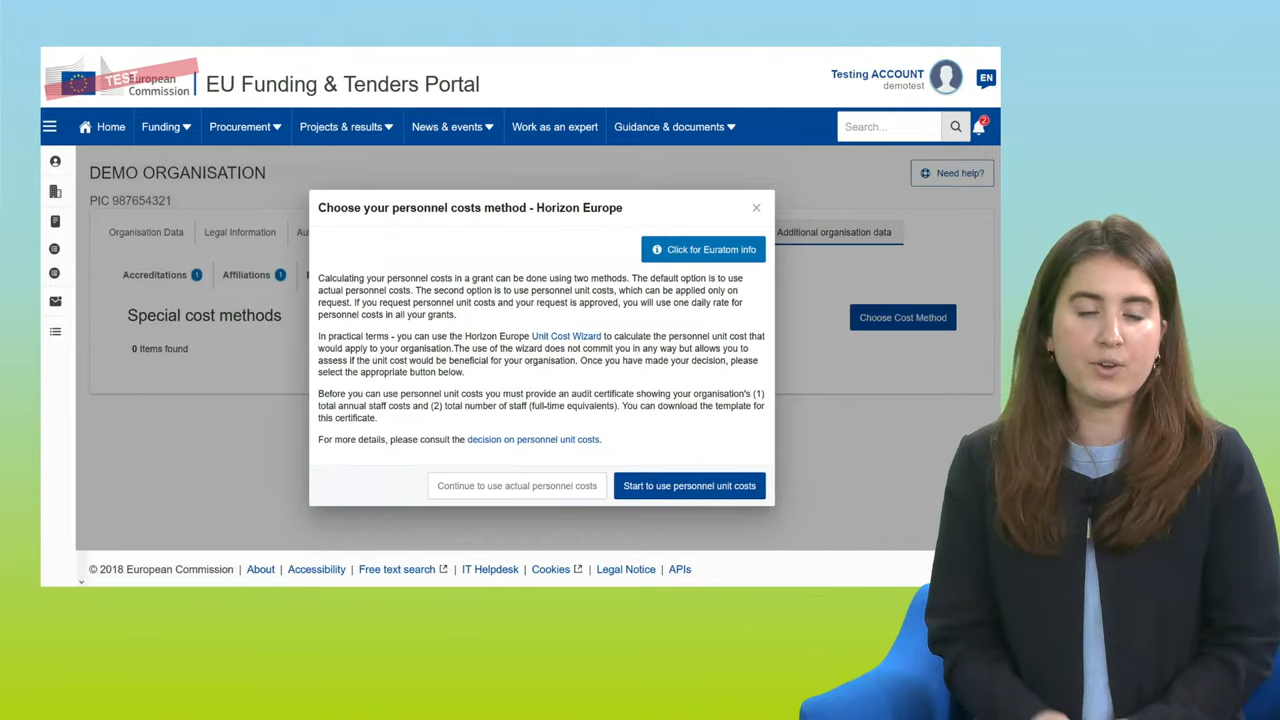 TEST
European
Commission
EU Funding & Tenders Portal
Testing ACCOUNT
demotest
EN
Home
Funding
Procurement
Projects & results
News & events
Work as an expert
Guidance & documents
Search...
2
DEMO ORGANISATION
Need help?
PIC 987654321
Organisation Data
Legal Information
Additional organisation data
Accreditations 1
Affiliations 1
Special cost methods
Choose Cost Method
0 Items found
Choose your personnel costs method - Horizon Europe
Click for Euratom info
Calculating your personnel costs in a grant can be done using two methods. The default option is to use
actual personnel costs. The second option is to use personnel unit costs, which can be applied only on
request. If you request personnel unit costs and your request is approved, you will use one daily rate for
personnel costs in all your grants.
In practical terms - you can use the Horizon Europe Unit Cost Wizard to calculate the personnel unit cost that
would apply to your organisation.The use of the wizard does not commit you in any way but allows you to
assess if the unit cost would be beneficial for your organisation. Once you have made your decision, please
select the appropriate button below.
Before you can use personnel unit costs you must provide an audit certificate showing your organisation's (1)
total annual staff costs and (2) total number of staff (full-time equivalents). You can download the template for
this certificate.
For more details, please consult the decision on personnel unit costs.
Continue to use actual personnel costs
Start to use personnel unit costs
© 2018 European Commission | About | Accessibility | Free text search | IT Helpdesk | Cookies | Legal Notice | APIs